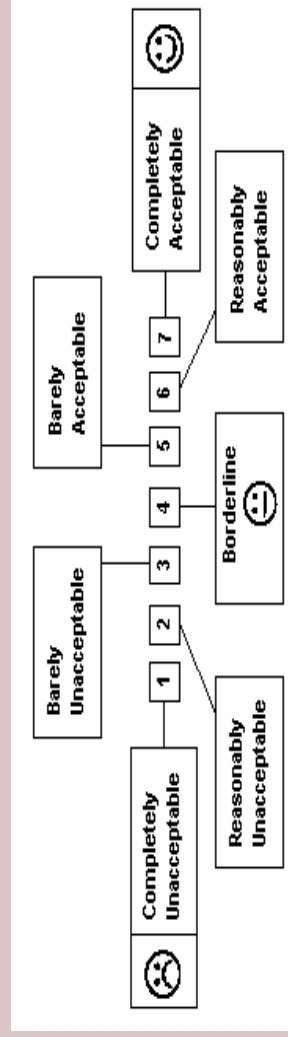 Completely
Unacceptable
1
Reasonably
Unacceptable
2
Barely
Unacceptable
3
Borderline
4
Barely
Acceptable
5
Reasonably
Acceptable
6
Completely
Acceptable
7